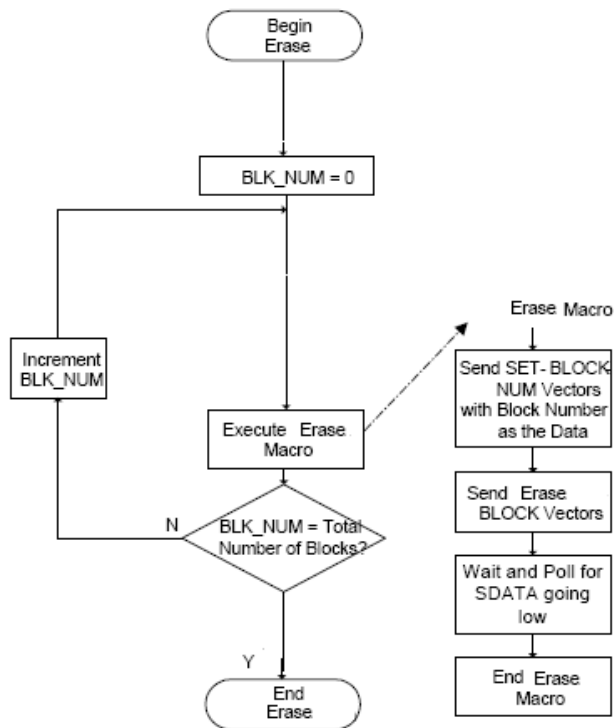 Begin
Erase
BLK_NUM = 0
Increment
BLK_NUM
Execute Erase
Macro
N
BLK_NUM = Total
Number of Blocks?
Y
End
Erase
Erase Macro
Send SET-BLOCK-
NUM Vectors
with Block Number
as the Data
Send Erase
BLOCK Vectors
Wait and Poll for
SDATA going
low
End Erase
Macro